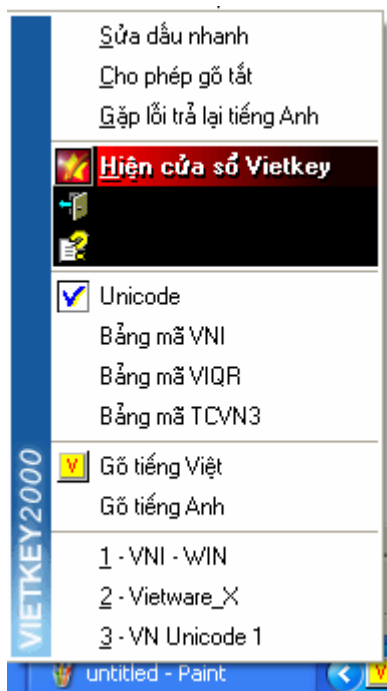 Sửa dấu nhanh
Cho phép gõ tắt
Gặp lỗi trả lại tiếng Anh
Hiện cửa sổ Vietkey
Unicode
Bảng mã VNI
Bảng mã VIQR
Bảng mã TCVN3
V Gõ tiếng Việt
Gõ tiếng Anh
1 - VNI - WIN
2 - Vietware_X
3 - VN Unicode 1
VIETKEY2000
untitled - Paint
V